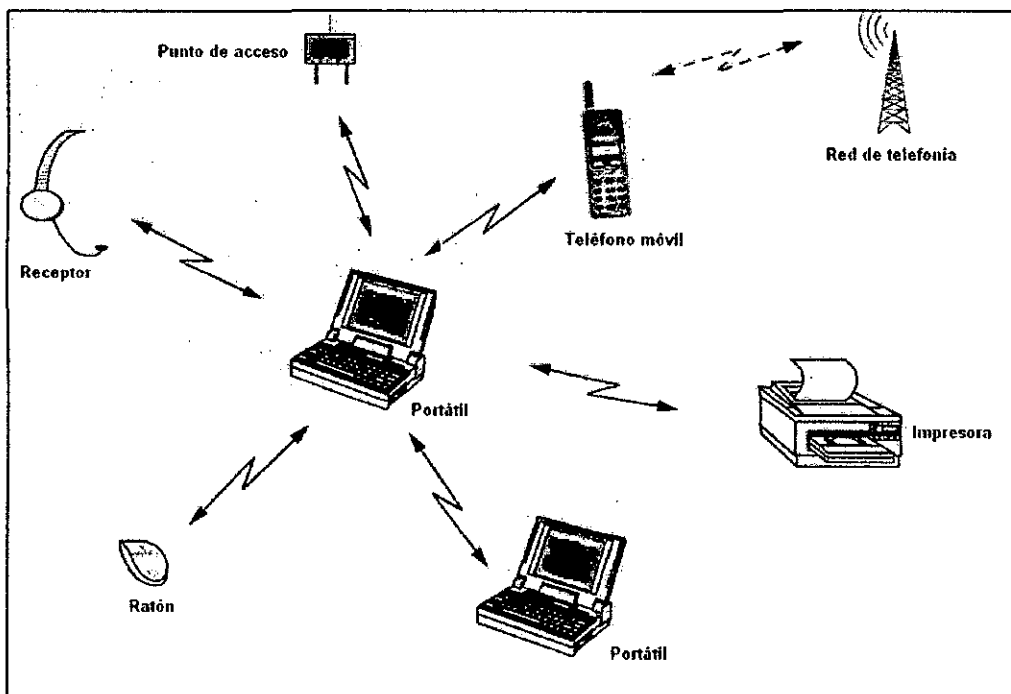 Punto de acceso
Red de telefonía
Teléfono móvil
Receptor
Portátil
Impresora
Ratón
Portátil